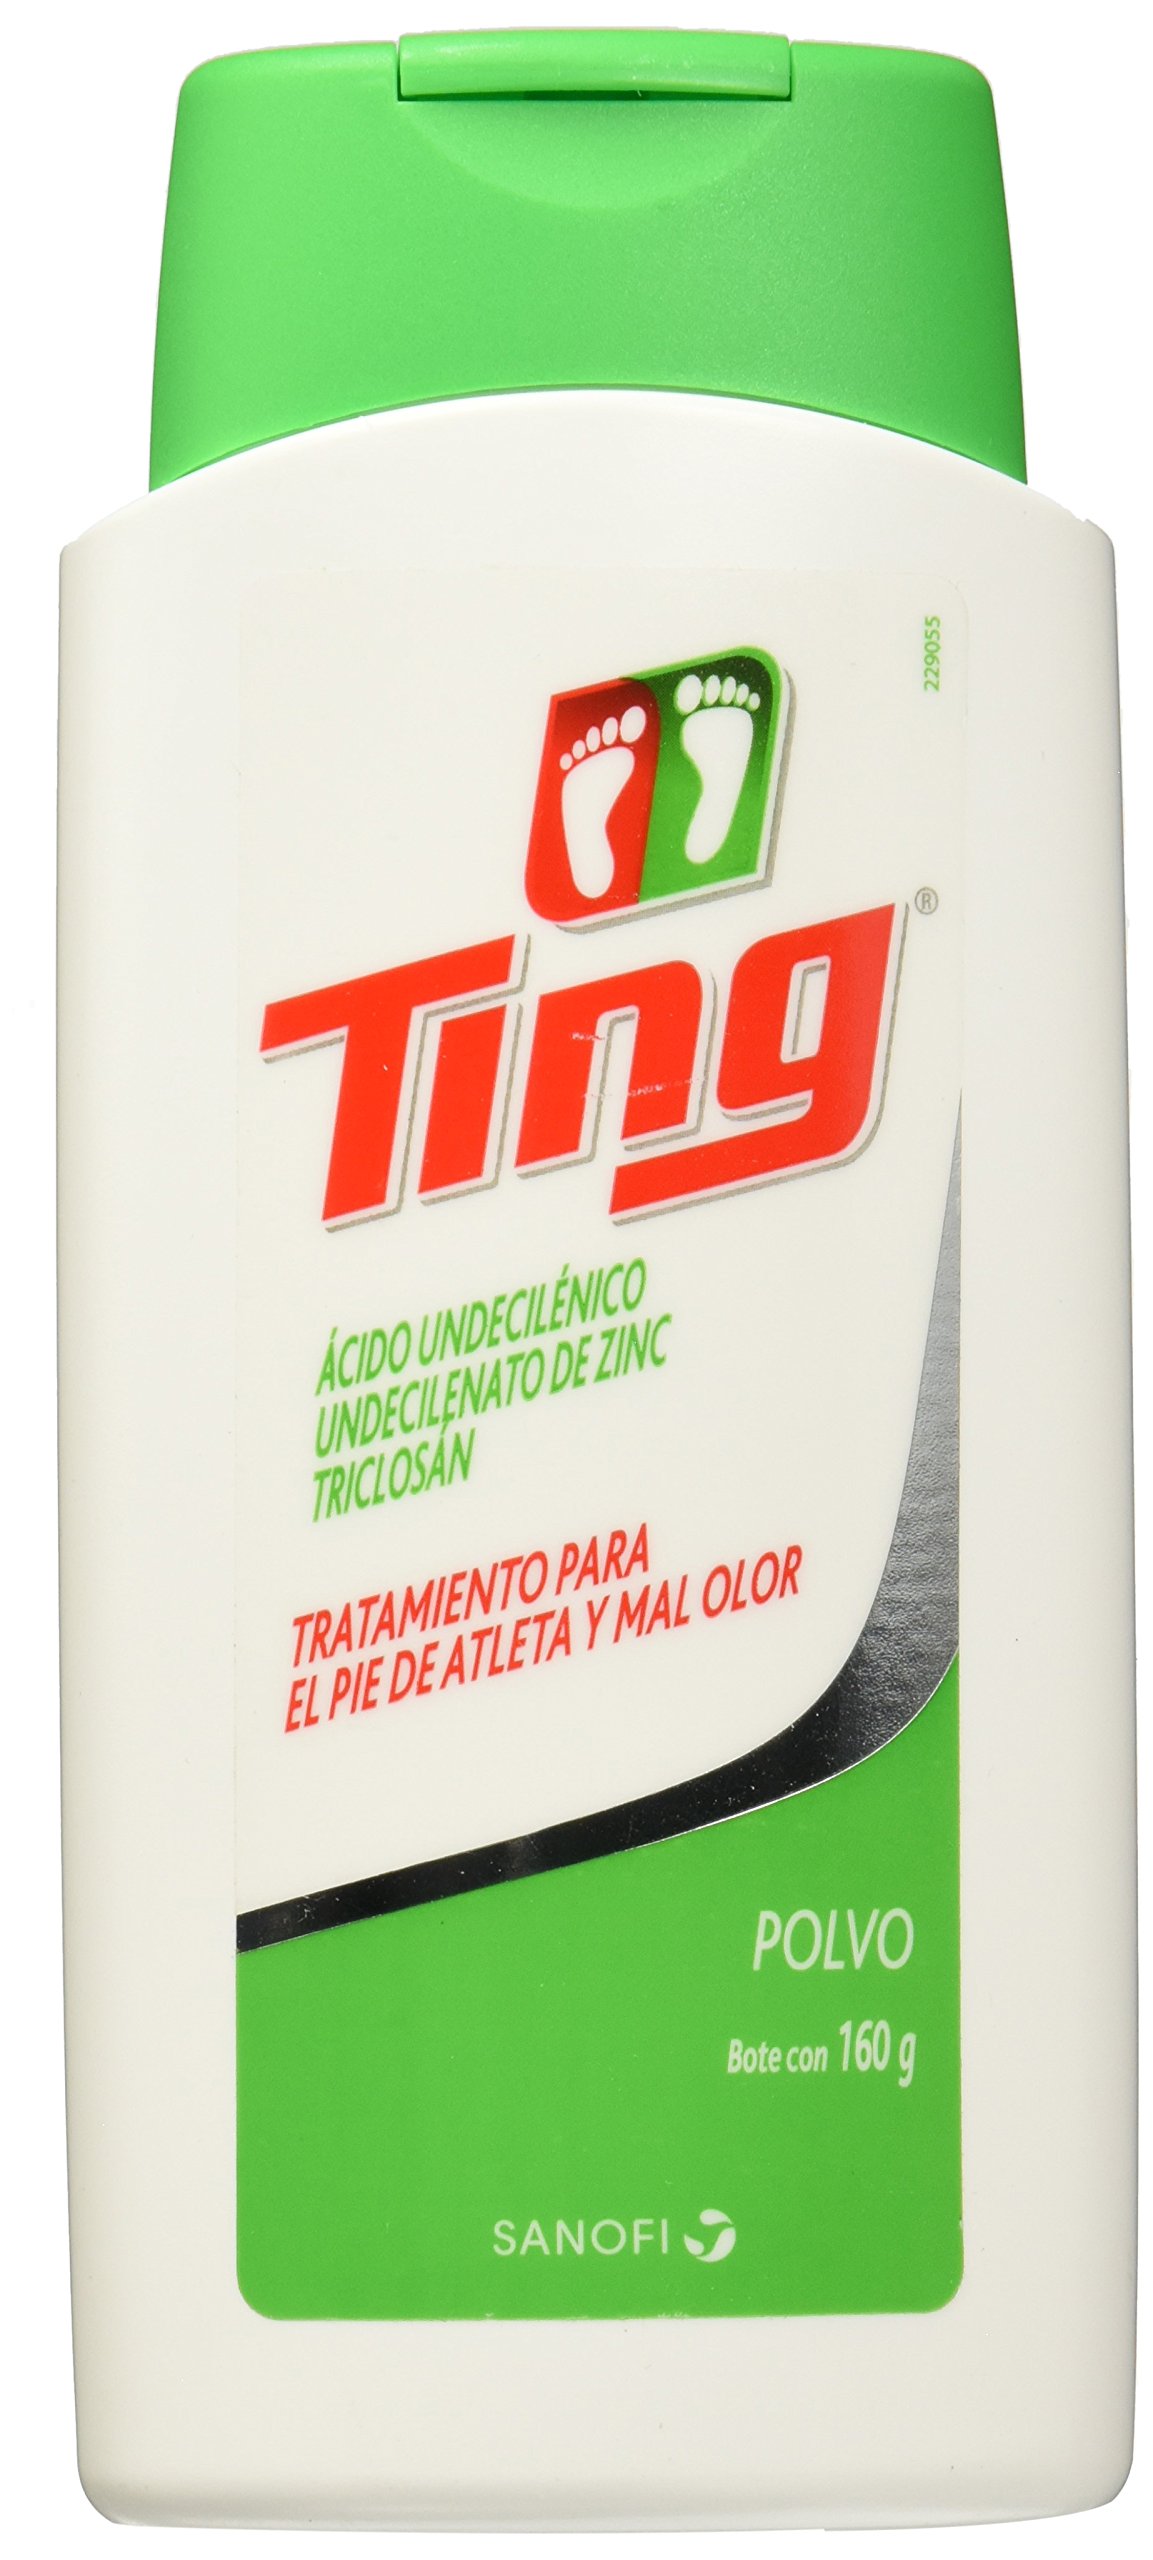 229055
Ting®
ÁCIDO UNDECILÉNICO
UNDECILENATO DE ZINC
TRICLOSÁN
TRATAMIENTO PARA
EL PIE DE ATLETA Y MAL OLOR
POLVO
Bote con 160 g
SANOFI